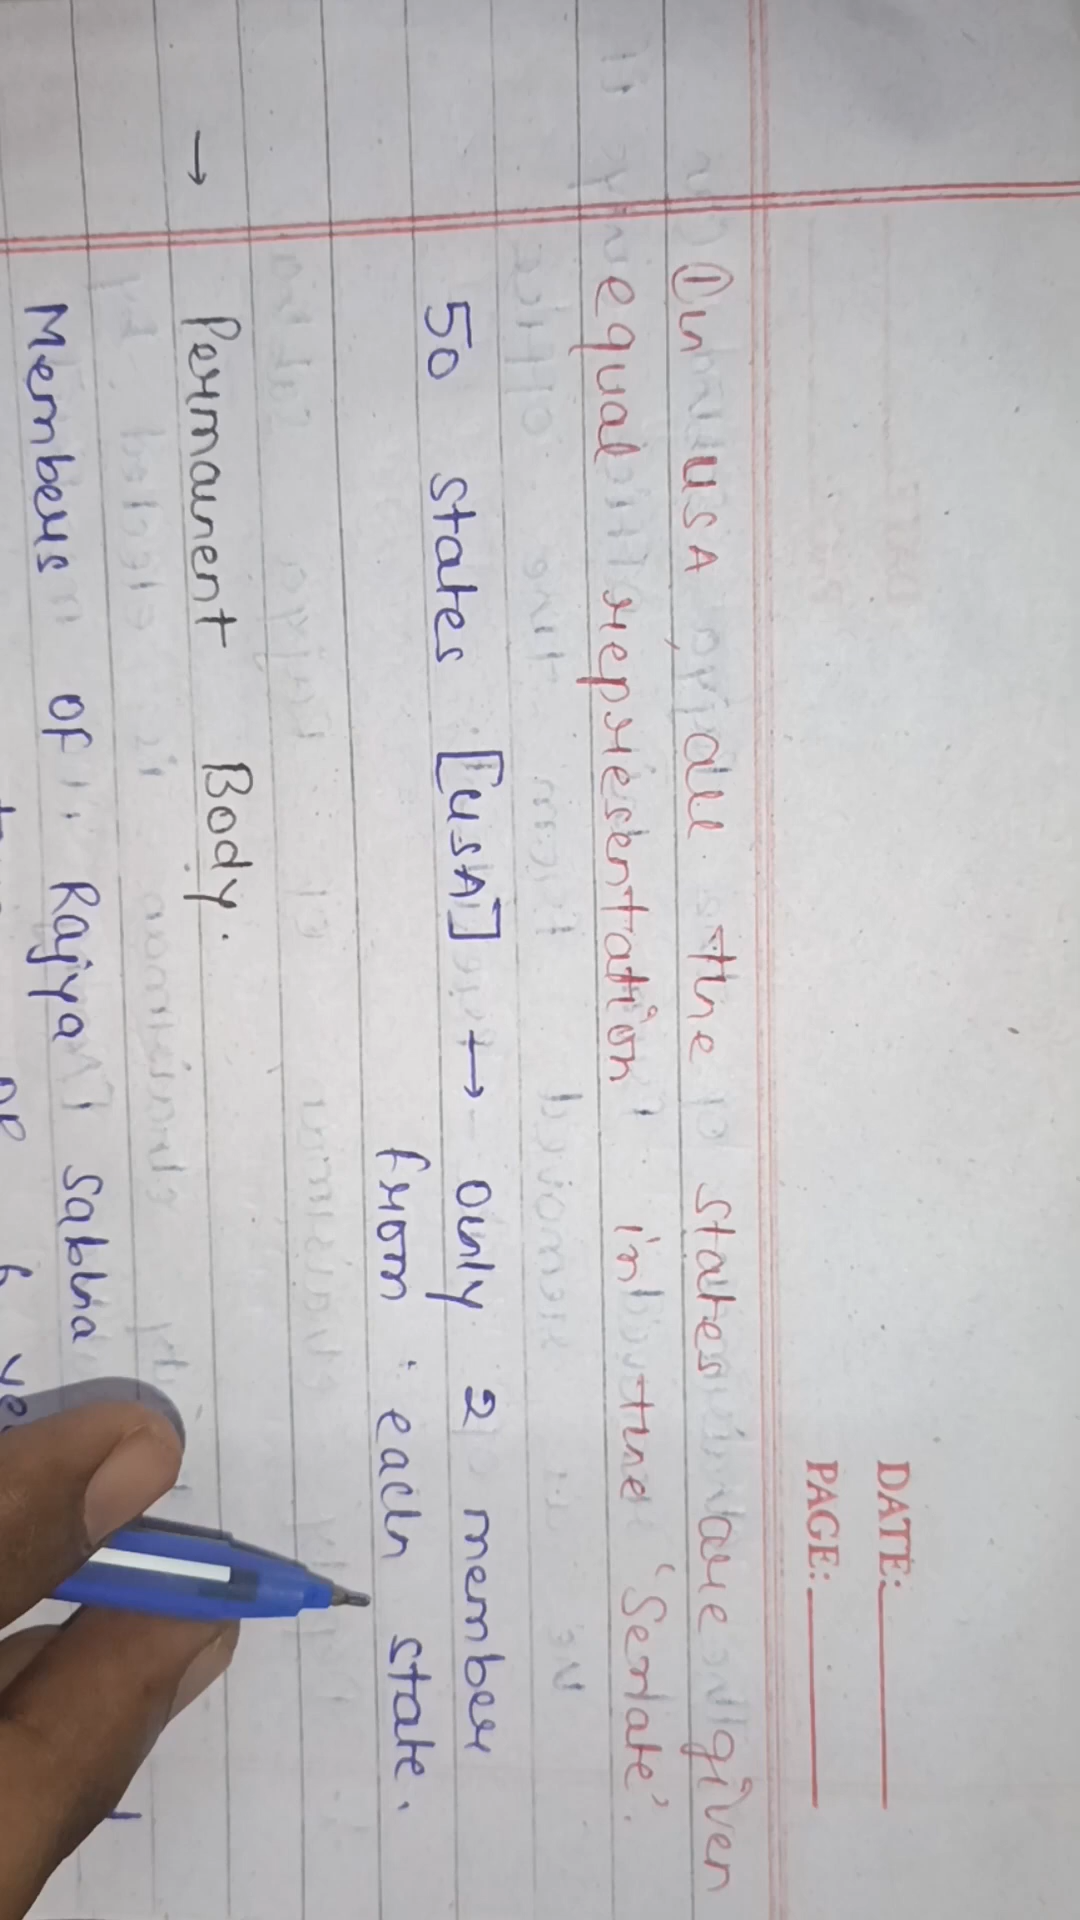 DATE:
PAGE:
In USA, all the states are given
equal representation in the 'Senate'.
50 states [USA] → only 2 member
from each state.
→ Permanent Body.
Members of Rajya Sabha